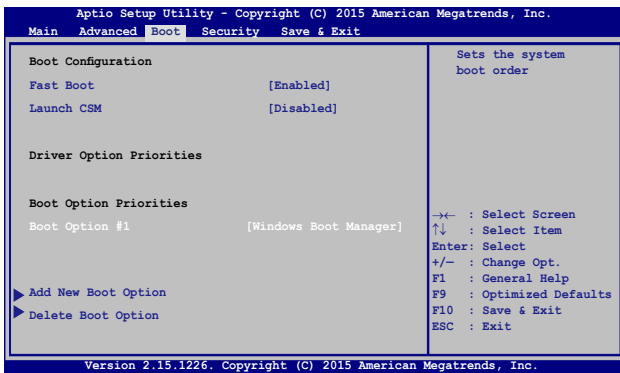 Aptio Setup Utility - Copyright (C) 2015 American Megatrends, Inc.
Main Advanced Boot Security Save & Exit
Boot Configuration
Fast Boot [Enabled]
Launch CSM [Disabled]
Driver Option Priorities
Boot Option Priorities
Boot Option #1 [Windows Boot Manager]
Add New Boot Option
Delete Boot Option
Sets the system
boot order
→← : Select Screen
↑↓ : Select Item
Enter: Select
+/— : Change Opt.
F1 : General Help
F9 : Optimized Defaults
F10 : Save & Exit
ESC : Exit
Version 2.15.1226. Copyright (C) 2015 American Megatrends, Inc.